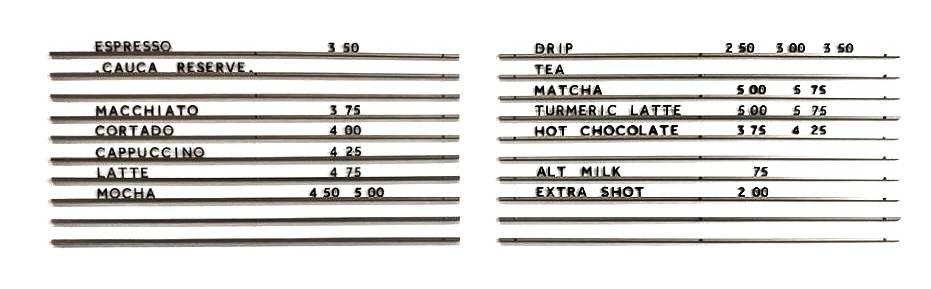 ESPRESSO 3 50
.CAUCA RESERVE.
MACCHIATO 3 75
CORTADO 4 00
CAPPUCCINO 4 25
LATTE 4 75
MOCHA 4 50 5 00
DRIP 2 50 3 00 3 50
TEA
MATCHA 5 00 5 75
TURMERIC LATTE 5 00 5 75
HOT CHOCOLATE 3 75 4 25
ALT MILK 75
EXTRA SHOT 2 00